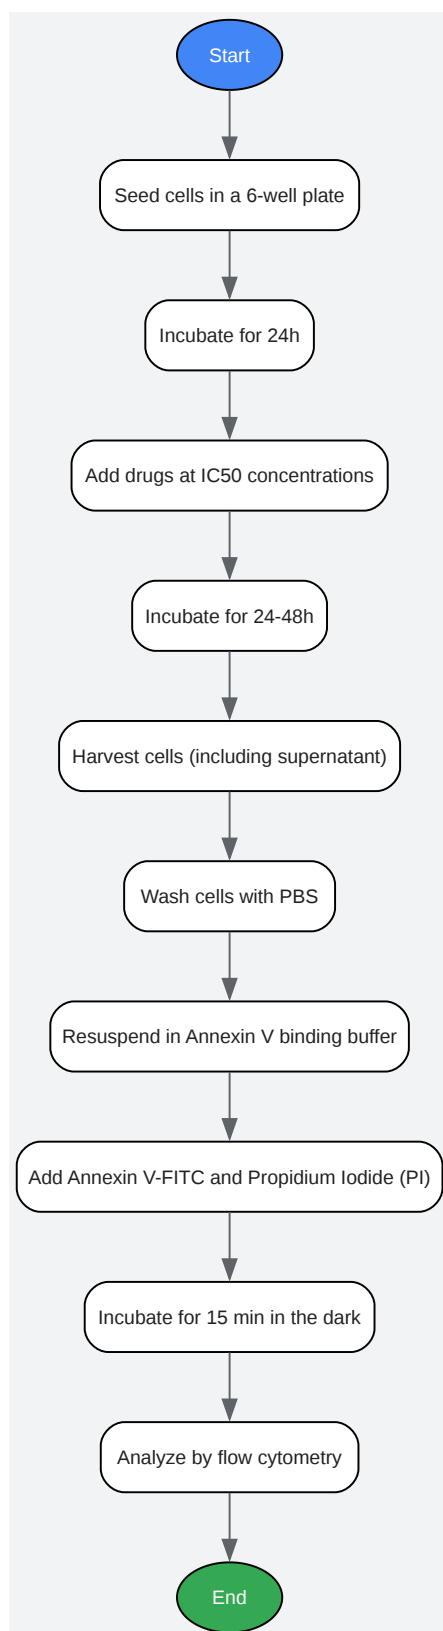 Start
Seed cells in a 6-well plate
Incubate for 24h
Add drugs at IC50 concentrations
Incubate for 24-48h
Harvest cells (including supernatant)
Wash cells with PBS
Resuspend in Annexin V binding buffer
Add Annexin V-FITC and Propidium Iodide (PI)
Incubate for 15 min in the dark
Analyze by flow cytometry
End